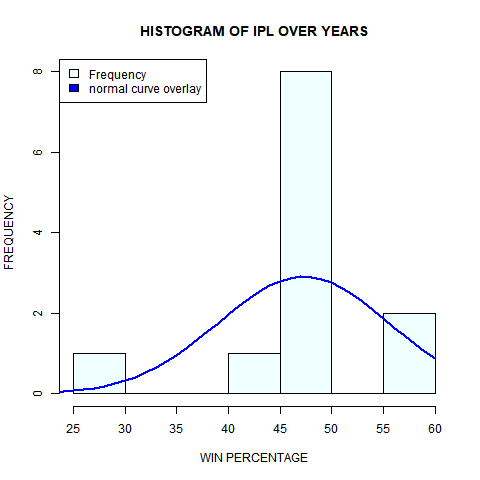 HISTOGRAM OF IPL OVER YEARS
Frequency
normal curve overlay
FREQUENCY
8
6
4
2
0
25 30 35 40 45 50 55 60
WIN PERCENTAGE